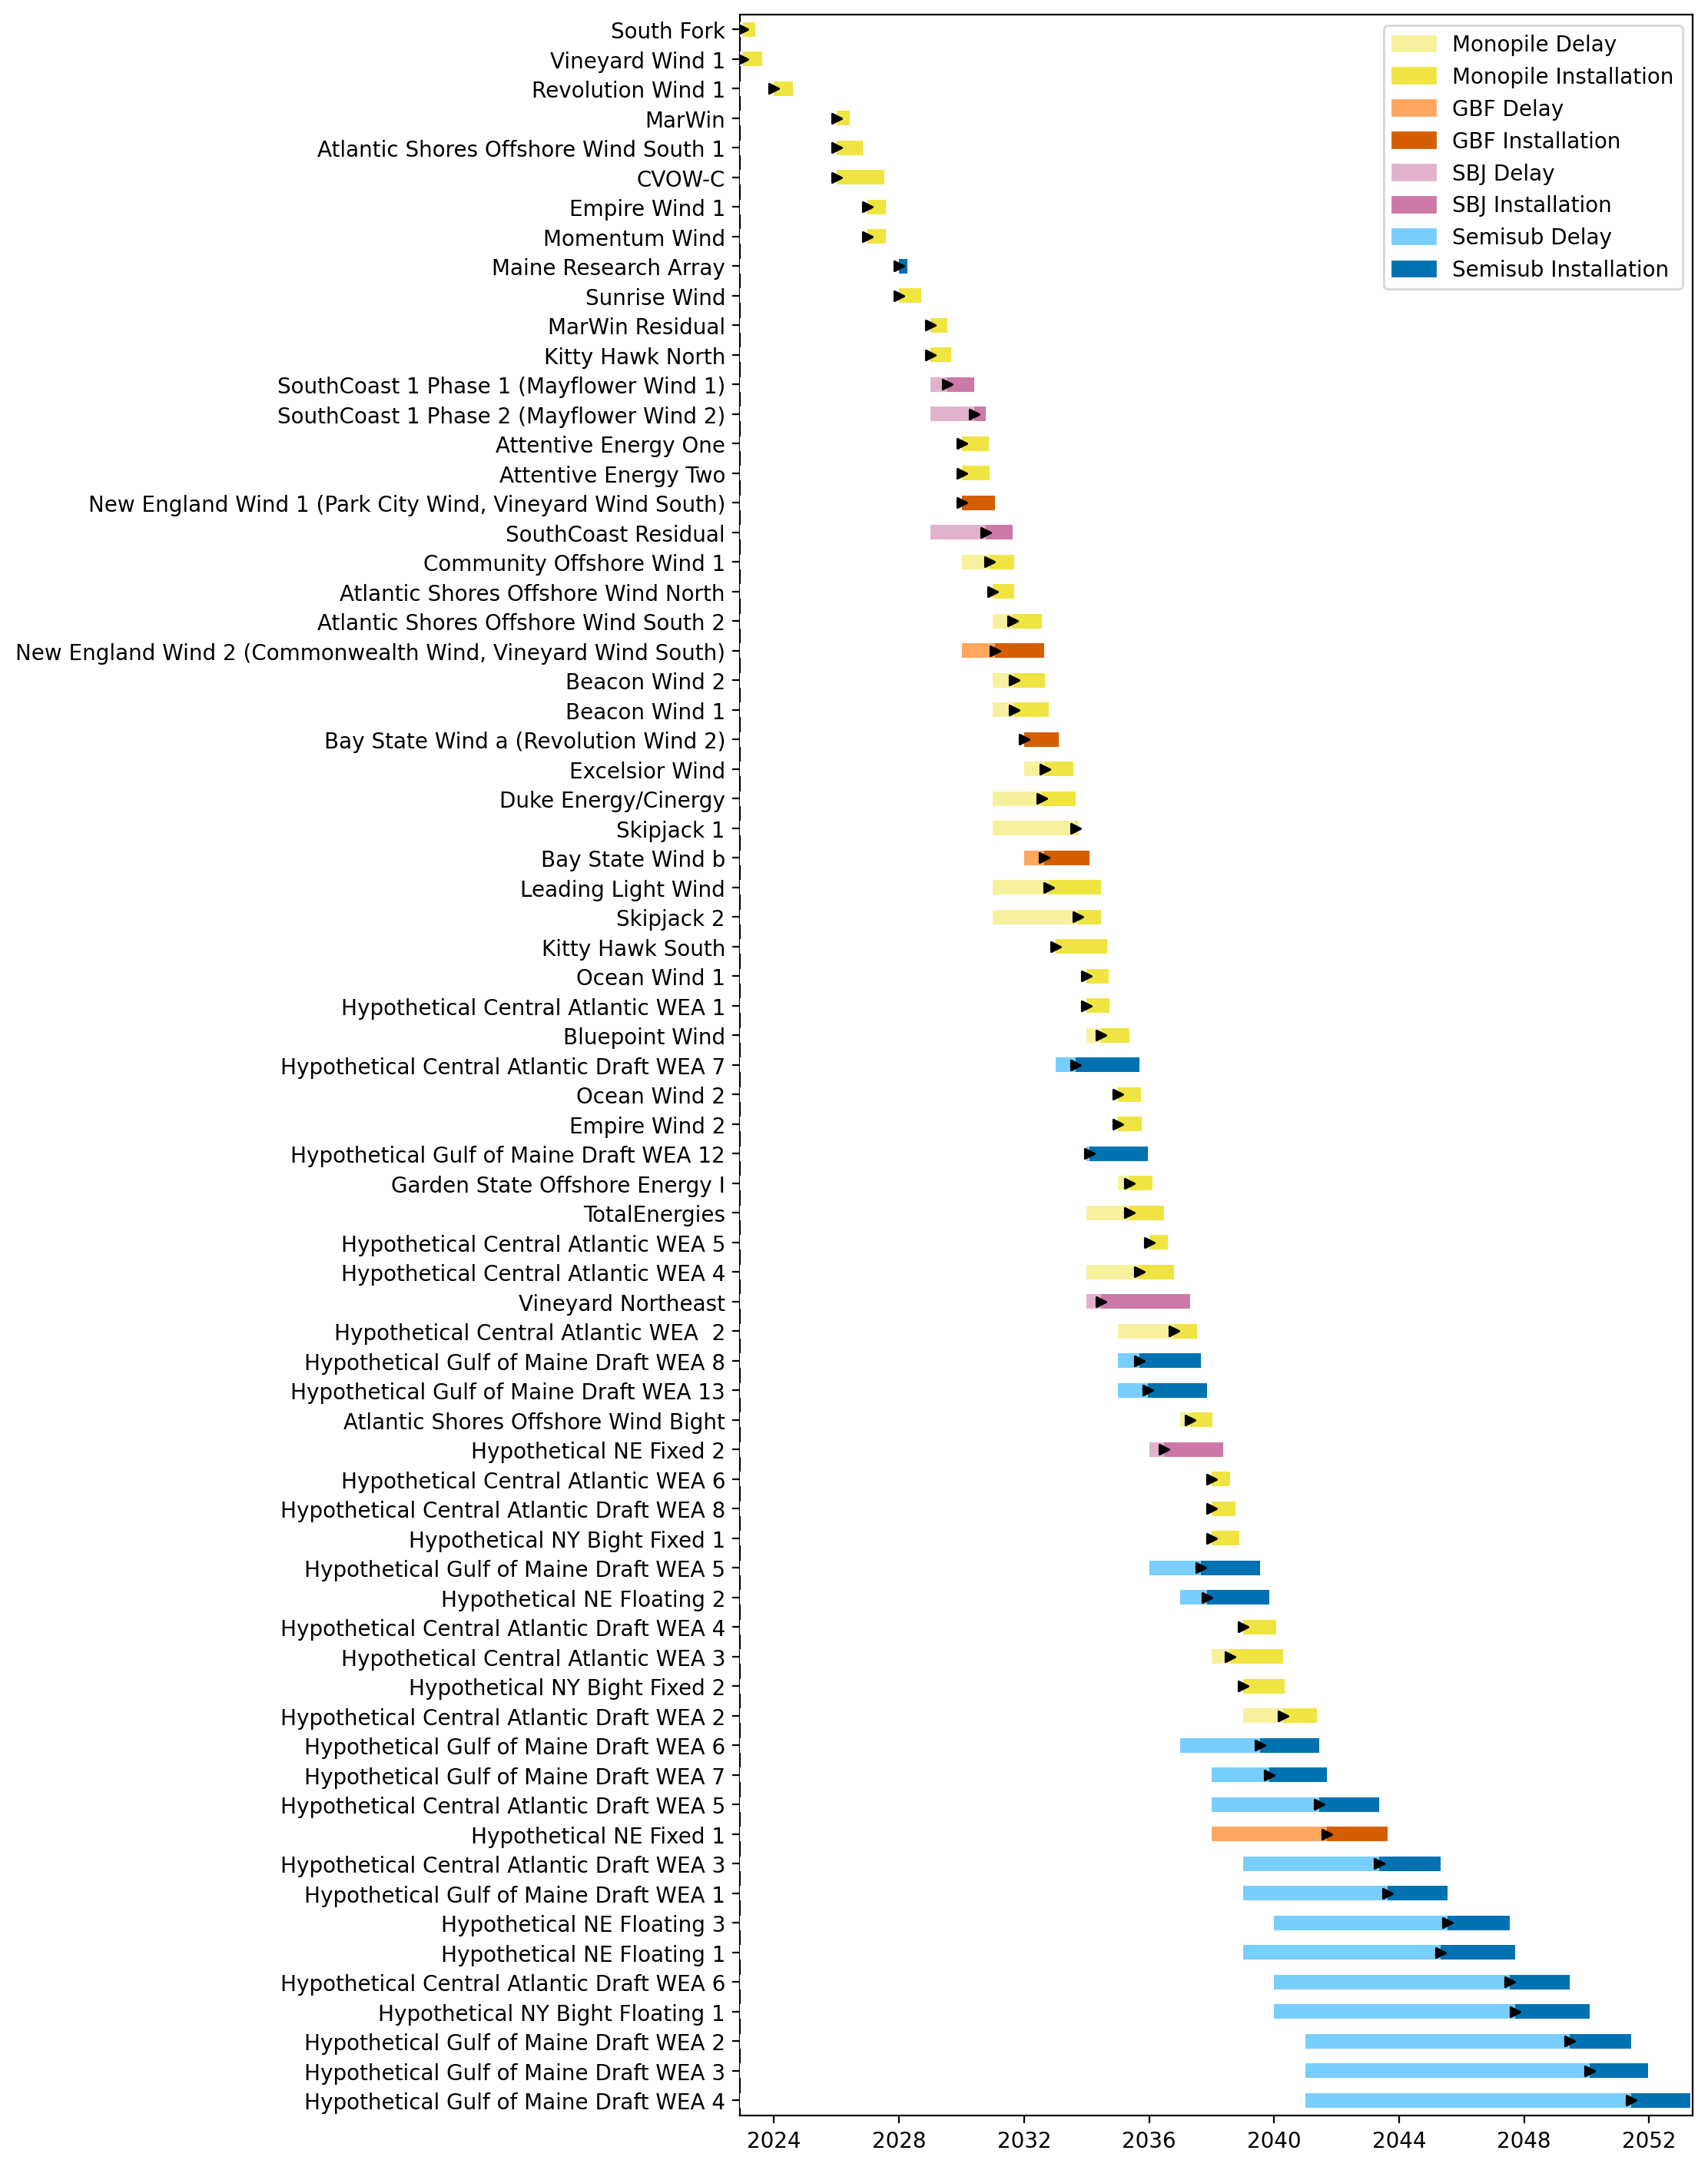 South Fork
Vineyard Wind 1
Revolution Wind 1
MarWin
Atlantic Shores Offshore Wind South 1
CVOW-C
Empire Wind 1
Momentum Wind
Maine Research Array
Sunrise Wind
MarWin Residual
Kitty Hawk North
SouthCoast 1 Phase 1 (Mayflower Wind 1)
SouthCoast 1 Phase 2 (Mayflower Wind 2)
Attentive Energy One
Attentive Energy Two
New England Wind 1 (Park City Wind, Vineyard Wind South)
SouthCoast Residual
Community Offshore Wind 1
Atlantic Shores Offshore Wind North
Atlantic Shores Offshore Wind South 2
New England Wind 2 (Commonwealth Wind, Vineyard Wind South)
Beacon Wind 2
Beacon Wind 1
Bay State Wind a (Revolution Wind 2)
Excelsior Wind
Duke Energy/Cinergy
Skipjack 1
Bay State Wind b
Leading Light Wind
Skipjack 2
Kitty Hawk South
Ocean Wind 1
Hypothetical Central Atlantic WEA 1
Bluepoint Wind
Hypothetical Central Atlantic Draft WEA 7
Ocean Wind 2
Empire Wind 2
Hypothetical Gulf of Maine Draft WEA 12
Garden State Offshore Energy I
TotalEnergies
Hypothetical Central Atlantic WEA 5
Hypothetical Central Atlantic WEA 4
Vineyard Northeast
Hypothetical Central Atlantic WEA  2
Hypothetical Gulf of Maine Draft WEA 8
Hypothetical Gulf of Maine Draft WEA 13
Atlantic Shores Offshore Wind Bight
Hypothetical NE Fixed 2
Hypothetical Central Atlantic WEA 6
Hypothetical Central Atlantic Draft WEA 8
Hypothetical NY Bight Fixed 1
Hypothetical Gulf of Maine Draft WEA 5
Hypothetical NE Floating 2
Hypothetical Central Atlantic Draft WEA 4
Hypothetical Central Atlantic WEA 3
Hypothetical NY Bight Fixed 2
Hypothetical Central Atlantic Draft WEA 2
Hypothetical Gulf of Maine Draft WEA 6
Hypothetical Gulf of Maine Draft WEA 7
Hypothetical Central Atlantic Draft WEA 5
Hypothetical NE Fixed 1
Hypothetical Central Atlantic Draft WEA 3
Hypothetical Gulf of Maine Draft WEA 1
Hypothetical NE Floating 3
Hypothetical NE Floating 1
Hypothetical Central Atlantic Draft WEA 6
Hypothetical NY Bight Floating 1
Hypothetical Gulf of Maine Draft WEA 2
Hypothetical Gulf of Maine Draft WEA 3
Hypothetical Gulf of Maine Draft WEA 4
Monopile Delay
Monopile Installation
GBF Delay
GBF Installation
SBJ Delay
SBJ Installation
Semisub Delay
Semisub Installation
2024 2028 2032 2036 2040 2044 2048 2052